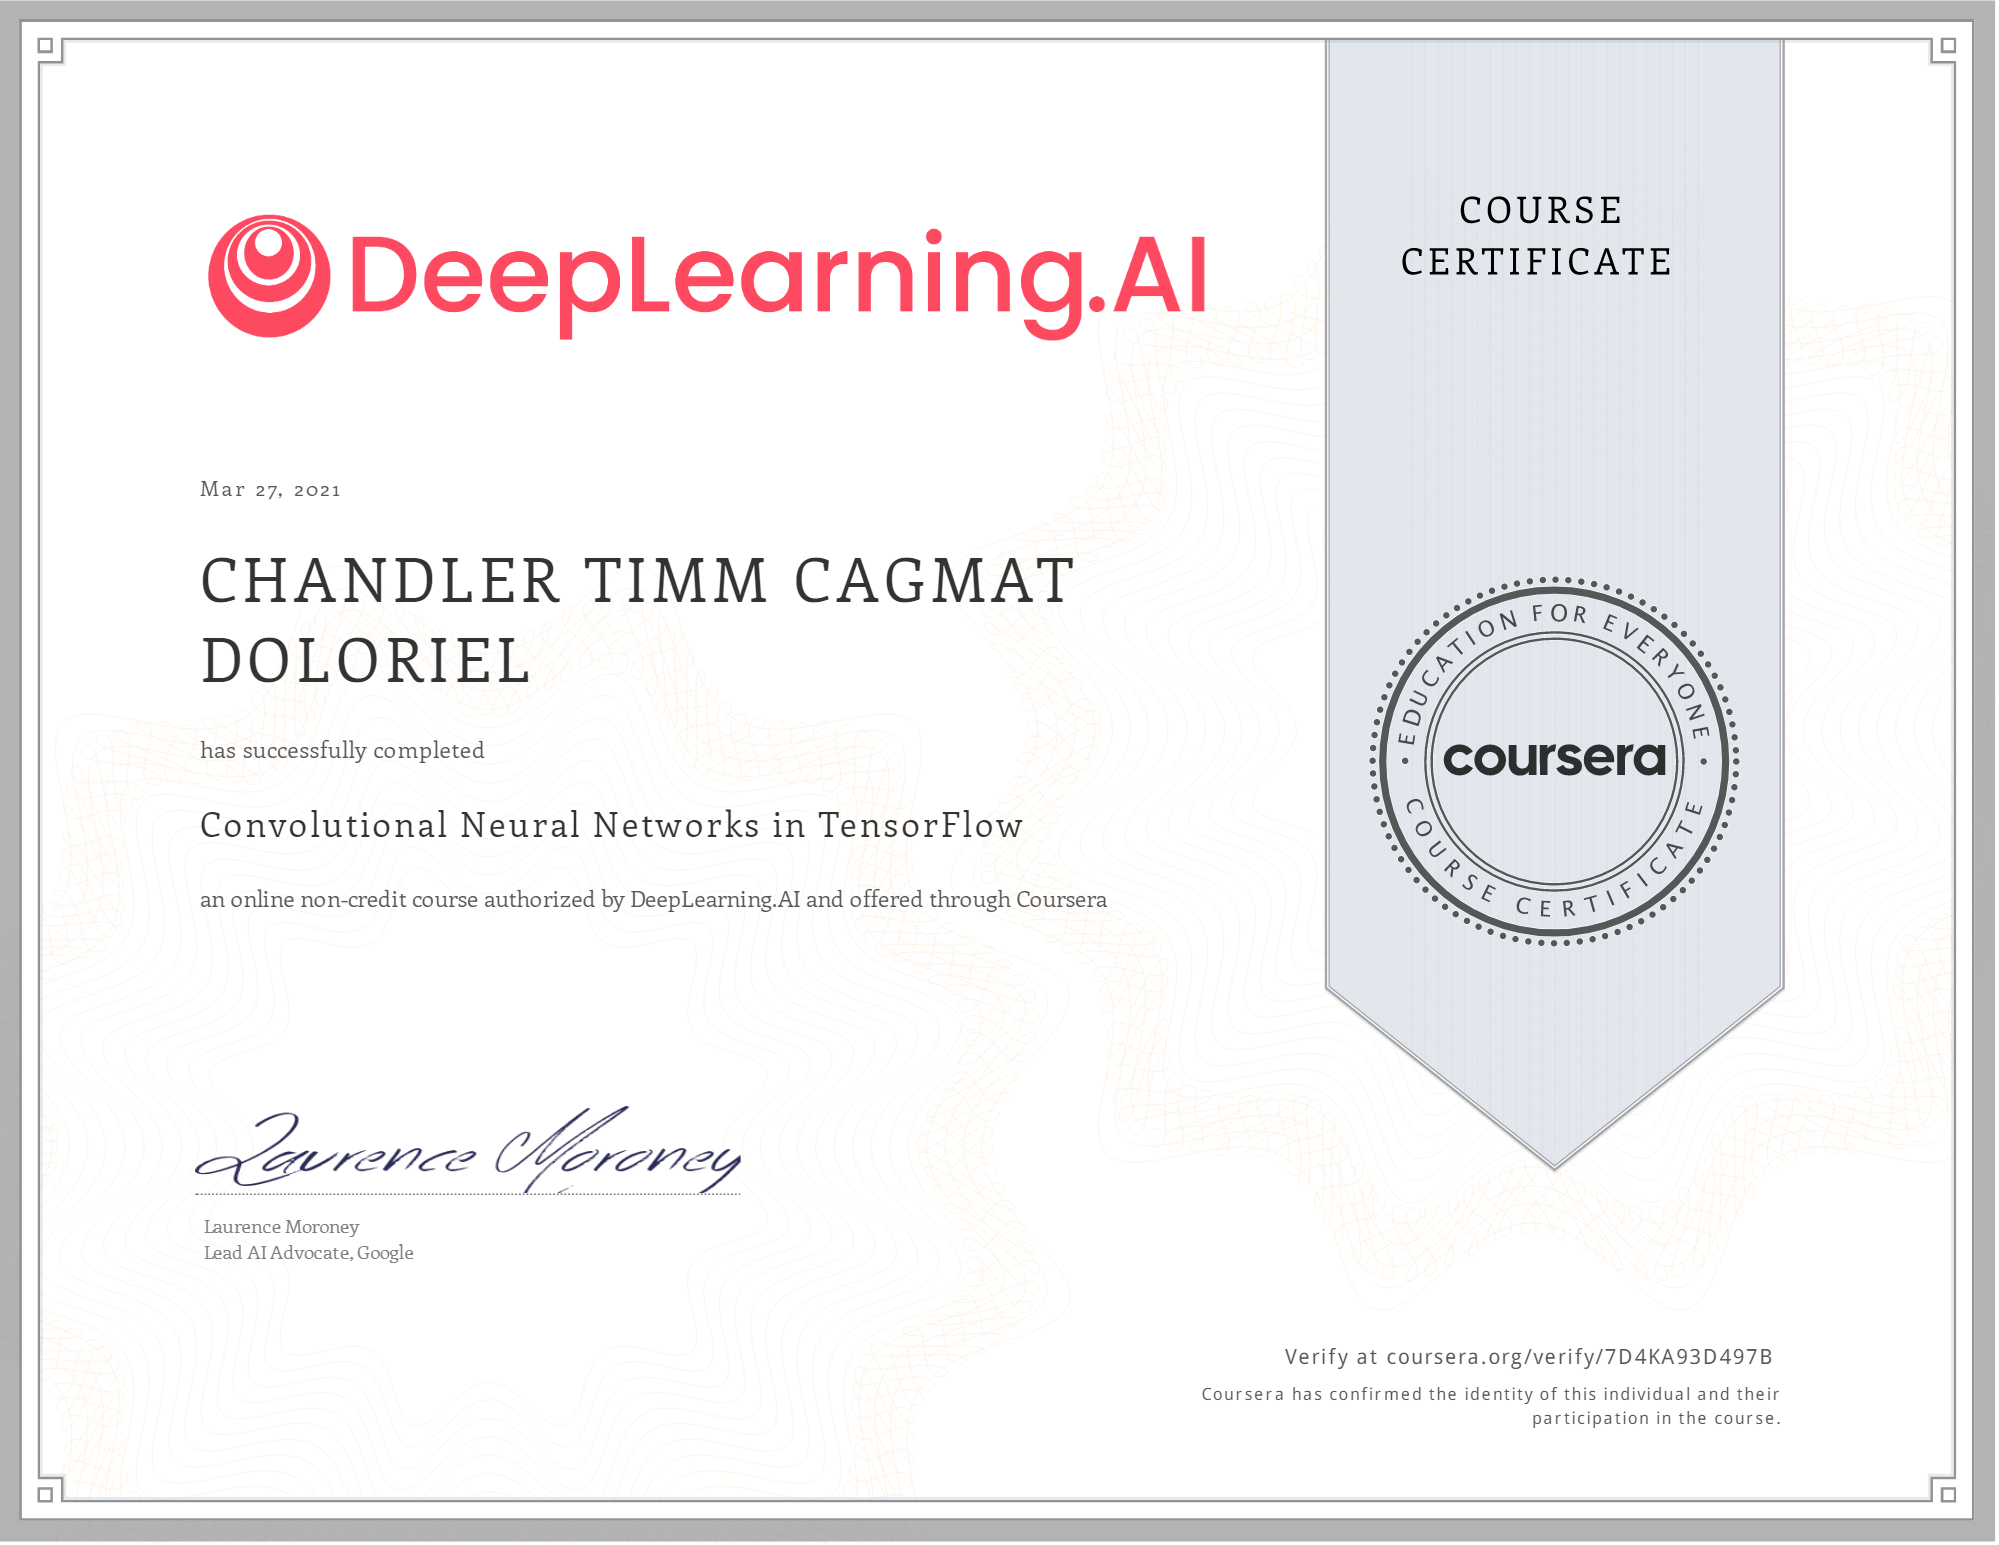 DeepLearning.AI
COURSE
CERTIFICATE
Mar 27, 2021
CHANDLER TIMM CAGMAT
DOLORIEL
has successfully completed
Convolutional Neural Networks in TensorFlow
an online non-credit course authorized by DeepLearning.AI and offered through Coursera
EDUCATION FOR EVERYONE
coursera
COURSE CERTIFICATE
Laurence Moroney
Laurence Moroney
Lead AI Advocate, Google
Verify at coursera.org/verify/7D4KA93D497B
Coursera has confirmed the identity of this individual and their
participation in the course.